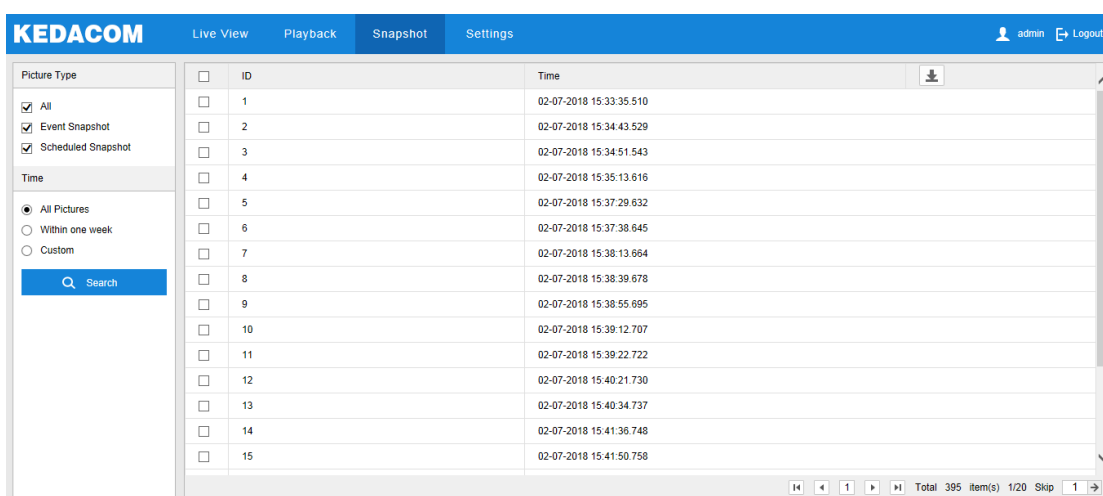 KEDACOM Live View Playback Snapshot Settings admin Logout
Picture Type
All
Event Snapshot
Scheduled Snapshot
Time
All Pictures
Within one week
Custom
Search
ID Time
1 02-07-2018 15:33:35.510
2 02-07-2018 15:34:43.529
3 02-07-2018 15:34:51.543
4 02-07-2018 15:35:13.616
5 02-07-2018 15:37:29.632
6 02-07-2018 15:37:38.645
7 02-07-2018 15:38:13.664
8 02-07-2018 15:38:39.678
9 02-07-2018 15:38:55.695
10 02-07-2018 15:39:12.707
11 02-07-2018 15:39:22.722
12 02-07-2018 15:40:21.730
13 02-07-2018 15:40:34.737
14 02-07-2018 15:41:36.748
15 02-07-2018 15:41:50.758
1 Total 395 item(s) 1/20 Skip 1